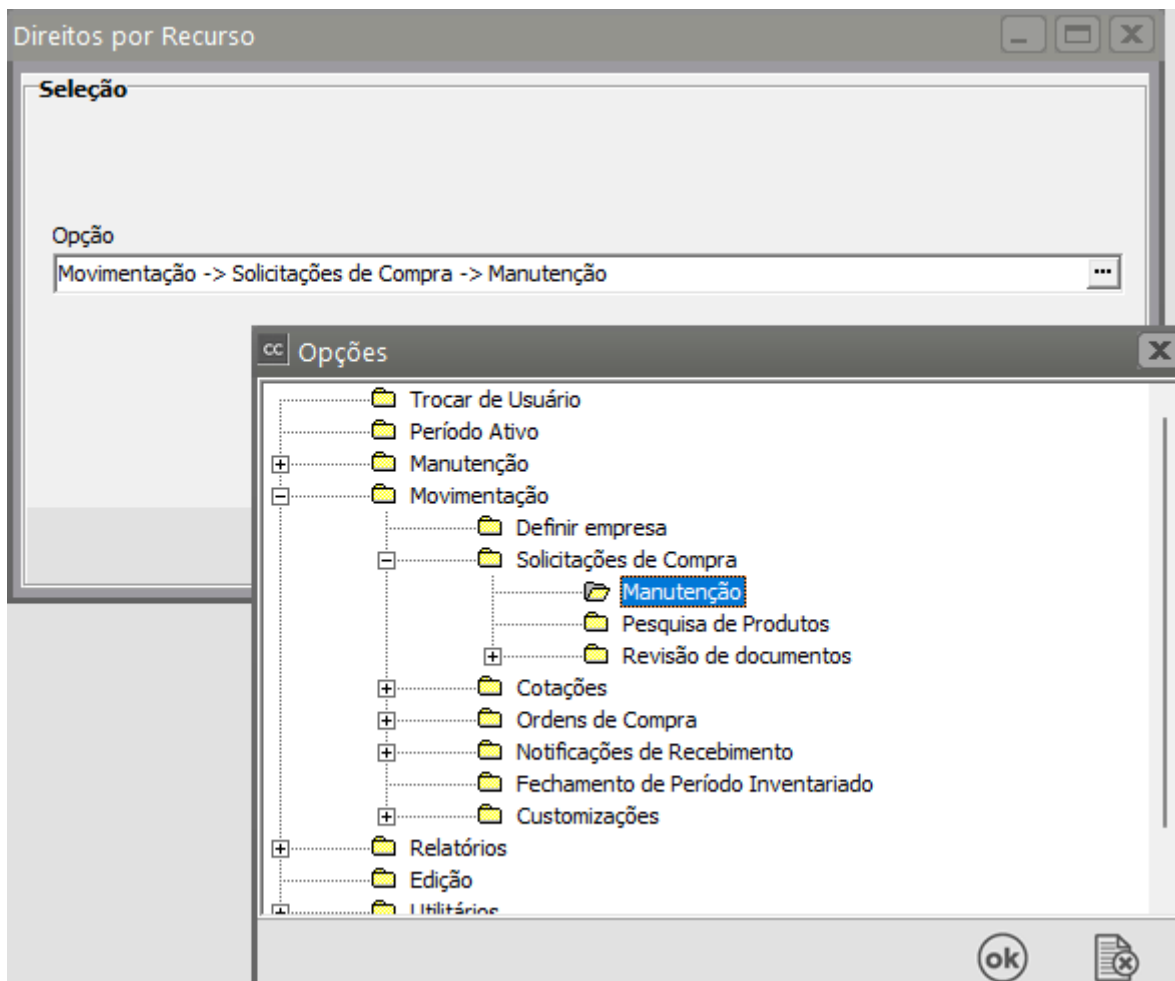 Direitos por Recurso
Seleção
Opção
Movimentação -> Solicitações de Compra -> Manutenção
...
cc Opções
Trocar de Usuário
Período Ativo
Manutenção
Movimentação
Definir empresa
Solicitações de Compra
Manutenção
Pesquisa de Produtos
Revisão de documentos
Cotações
Ordens de Compra
Notificações de Recebimento
Fechamento de Período Inventariado
Customizações
Relatórios
Edição
Utilitários
ok